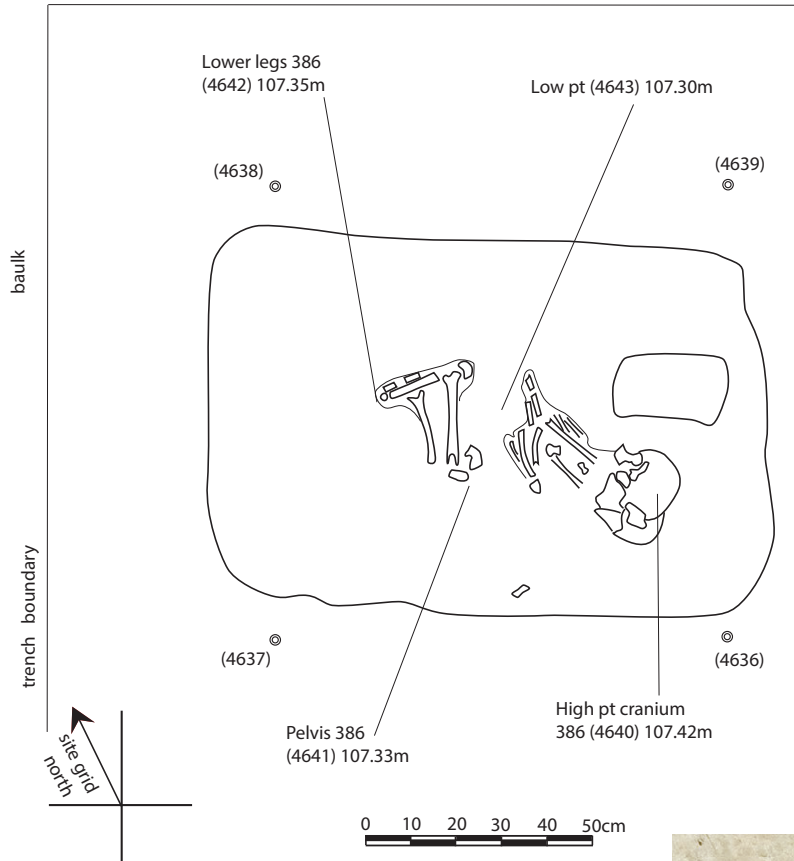 Lower legs 386
(4642) 107.35m
Low pt (4643) 107.30m
(4638)
(4639)
baulk
trench boundary
(4637)
(4636)
Pelvis 386
(4641) 107.33m
High pt cranium
386 (4640) 107.42m
site grid
north
0 10 20 30 40 50cm